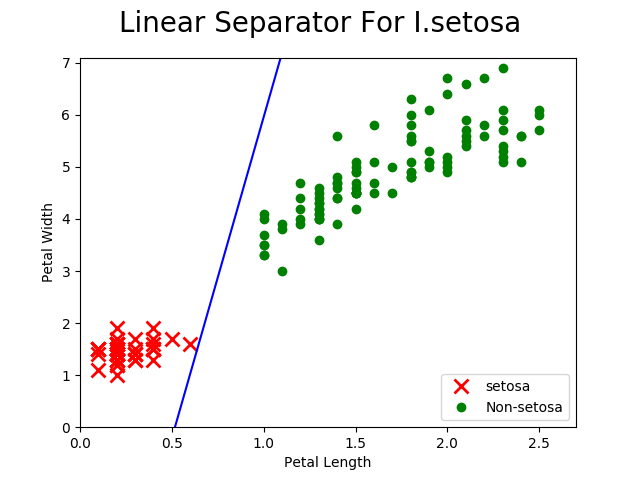 Linear Separator For I.setosa
7
6
5
4
3
2
1
0
Petal Width
0.0 0.5 1.0 1.5 2.0 2.5
Petal Length
setosa
Non-setosa